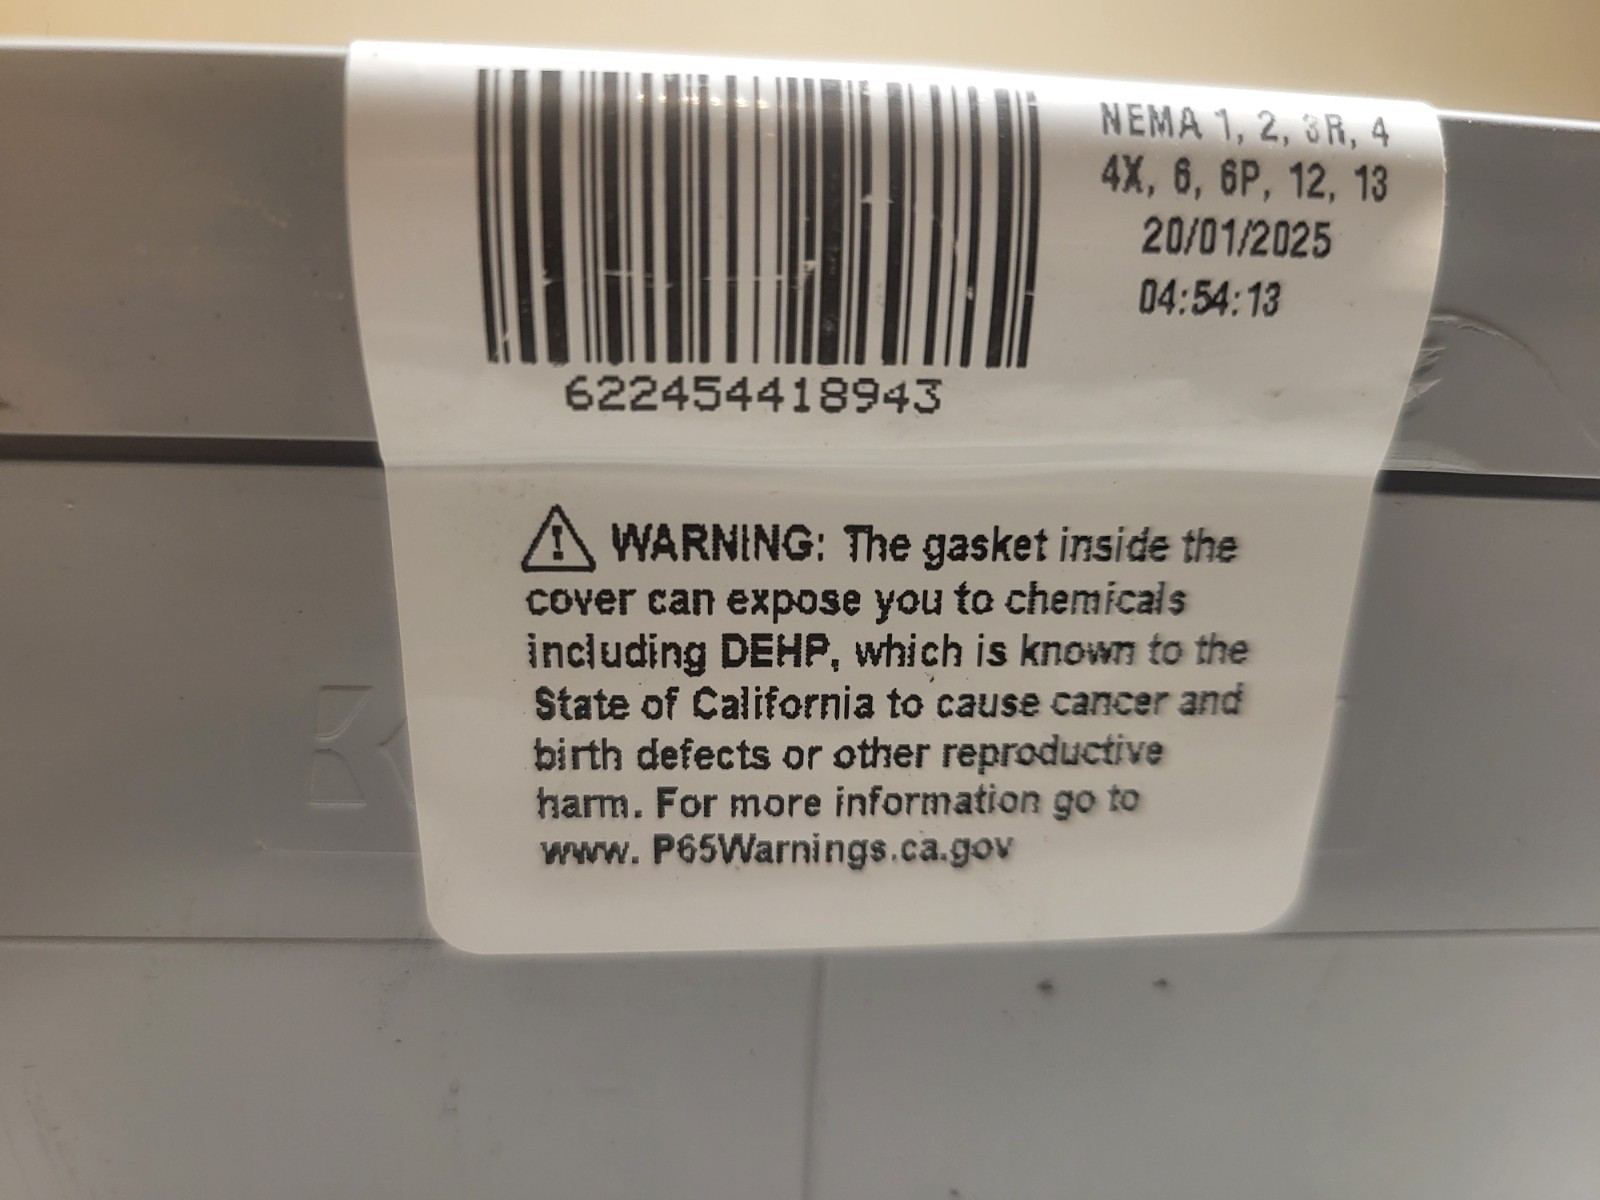 NEMA 1, 2, 3R, 4
4X, 6, 6P, 12, 13
20/01/2025
04:54:13
622454418943
WARNING: The gasket inside the
cover can expose you to chemicals
including DEHP, which is known to the
State of California to cause cancer and
birth defects or other reproductive
harm. For more information go to
www. P65Warnings.ca.gov